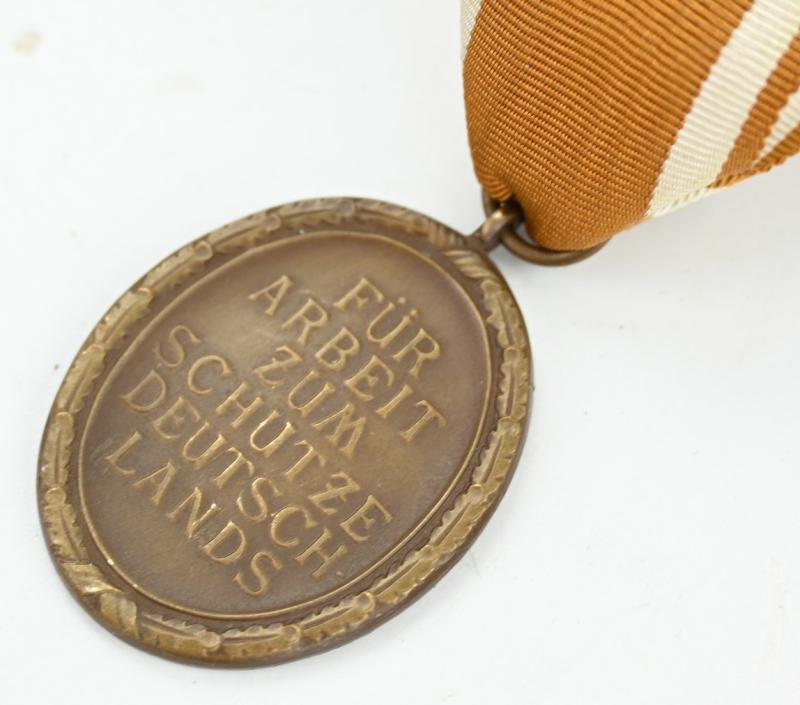 FÜR
ARBEIT
ZUM
SCHUTZE
DEUTSCH
LANDS